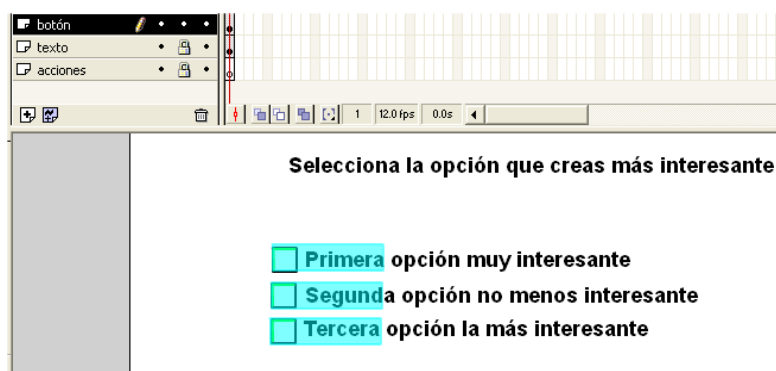 botón
texto
acciones
1 12.0 fps 0.0s
Selecciona la opción que creas más interesante
Primera opción muy interesante
Segunda opción no menos interesante
Tercera opción la más interesante